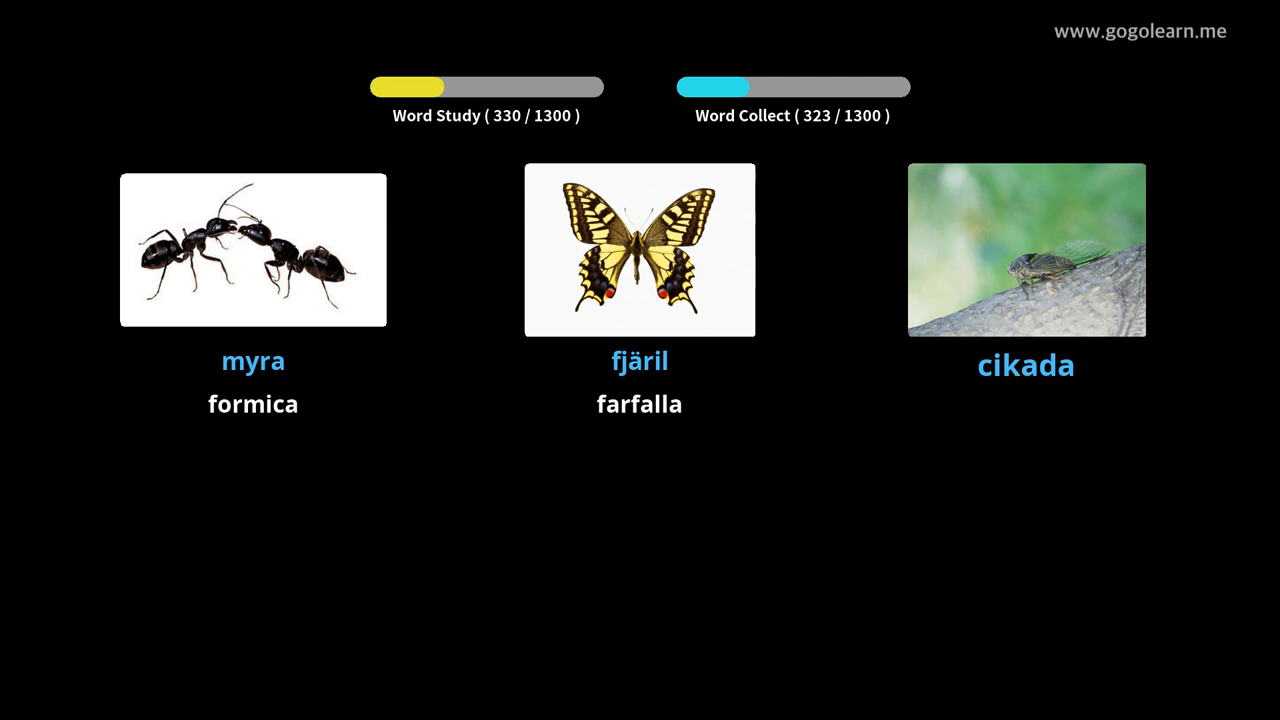 www.gogolearn.me
Word Study ( 330 / 1300 )
Word Collect ( 323 / 1300 )
myra
formica
fjäril
farfalla
cikada